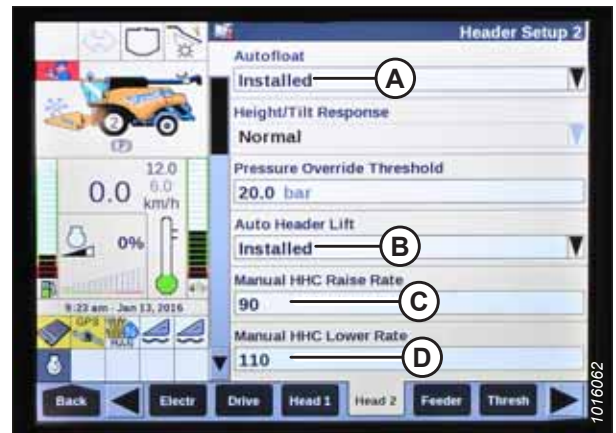 Header Setup 2
Autofloat
Installed
A
Height/Tilt Response
Normal
Pressure Override Threshold
20.0 bar
Auto Header Lift
Installed
B
Manual HHC Raise Rate
90
C
Manual HHC Lower Rate
110
D
2
(P)
12.0
0.0
6.0
km/h
0%
9:23 am - Jan 13, 2016
GPS
Back
Electr
Drive
Head 1
Head 2
Feeder
Thresh
1016062